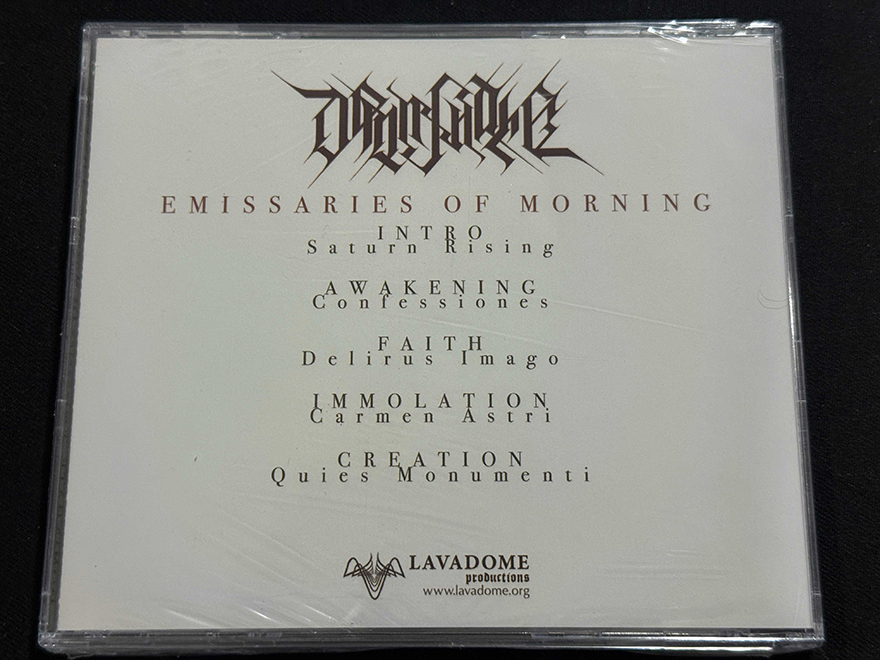 EMISSARIES OF MORNING
INTRO
Saturn Rising
AWAKENING
Confessiones
FAITH
Delirus Imago
IMMOLATION
Carmen Astri
CREATION
Quies Monumenti
LAVADOME
productions
www.lavadome.org